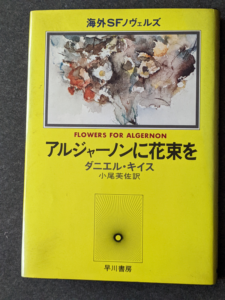 海外SFノヴェルズ
FLOWERS FOR ALGERNON
アルジャーノンに花束を
ダニエル・キイス
小尾芙佐訳
早川書房